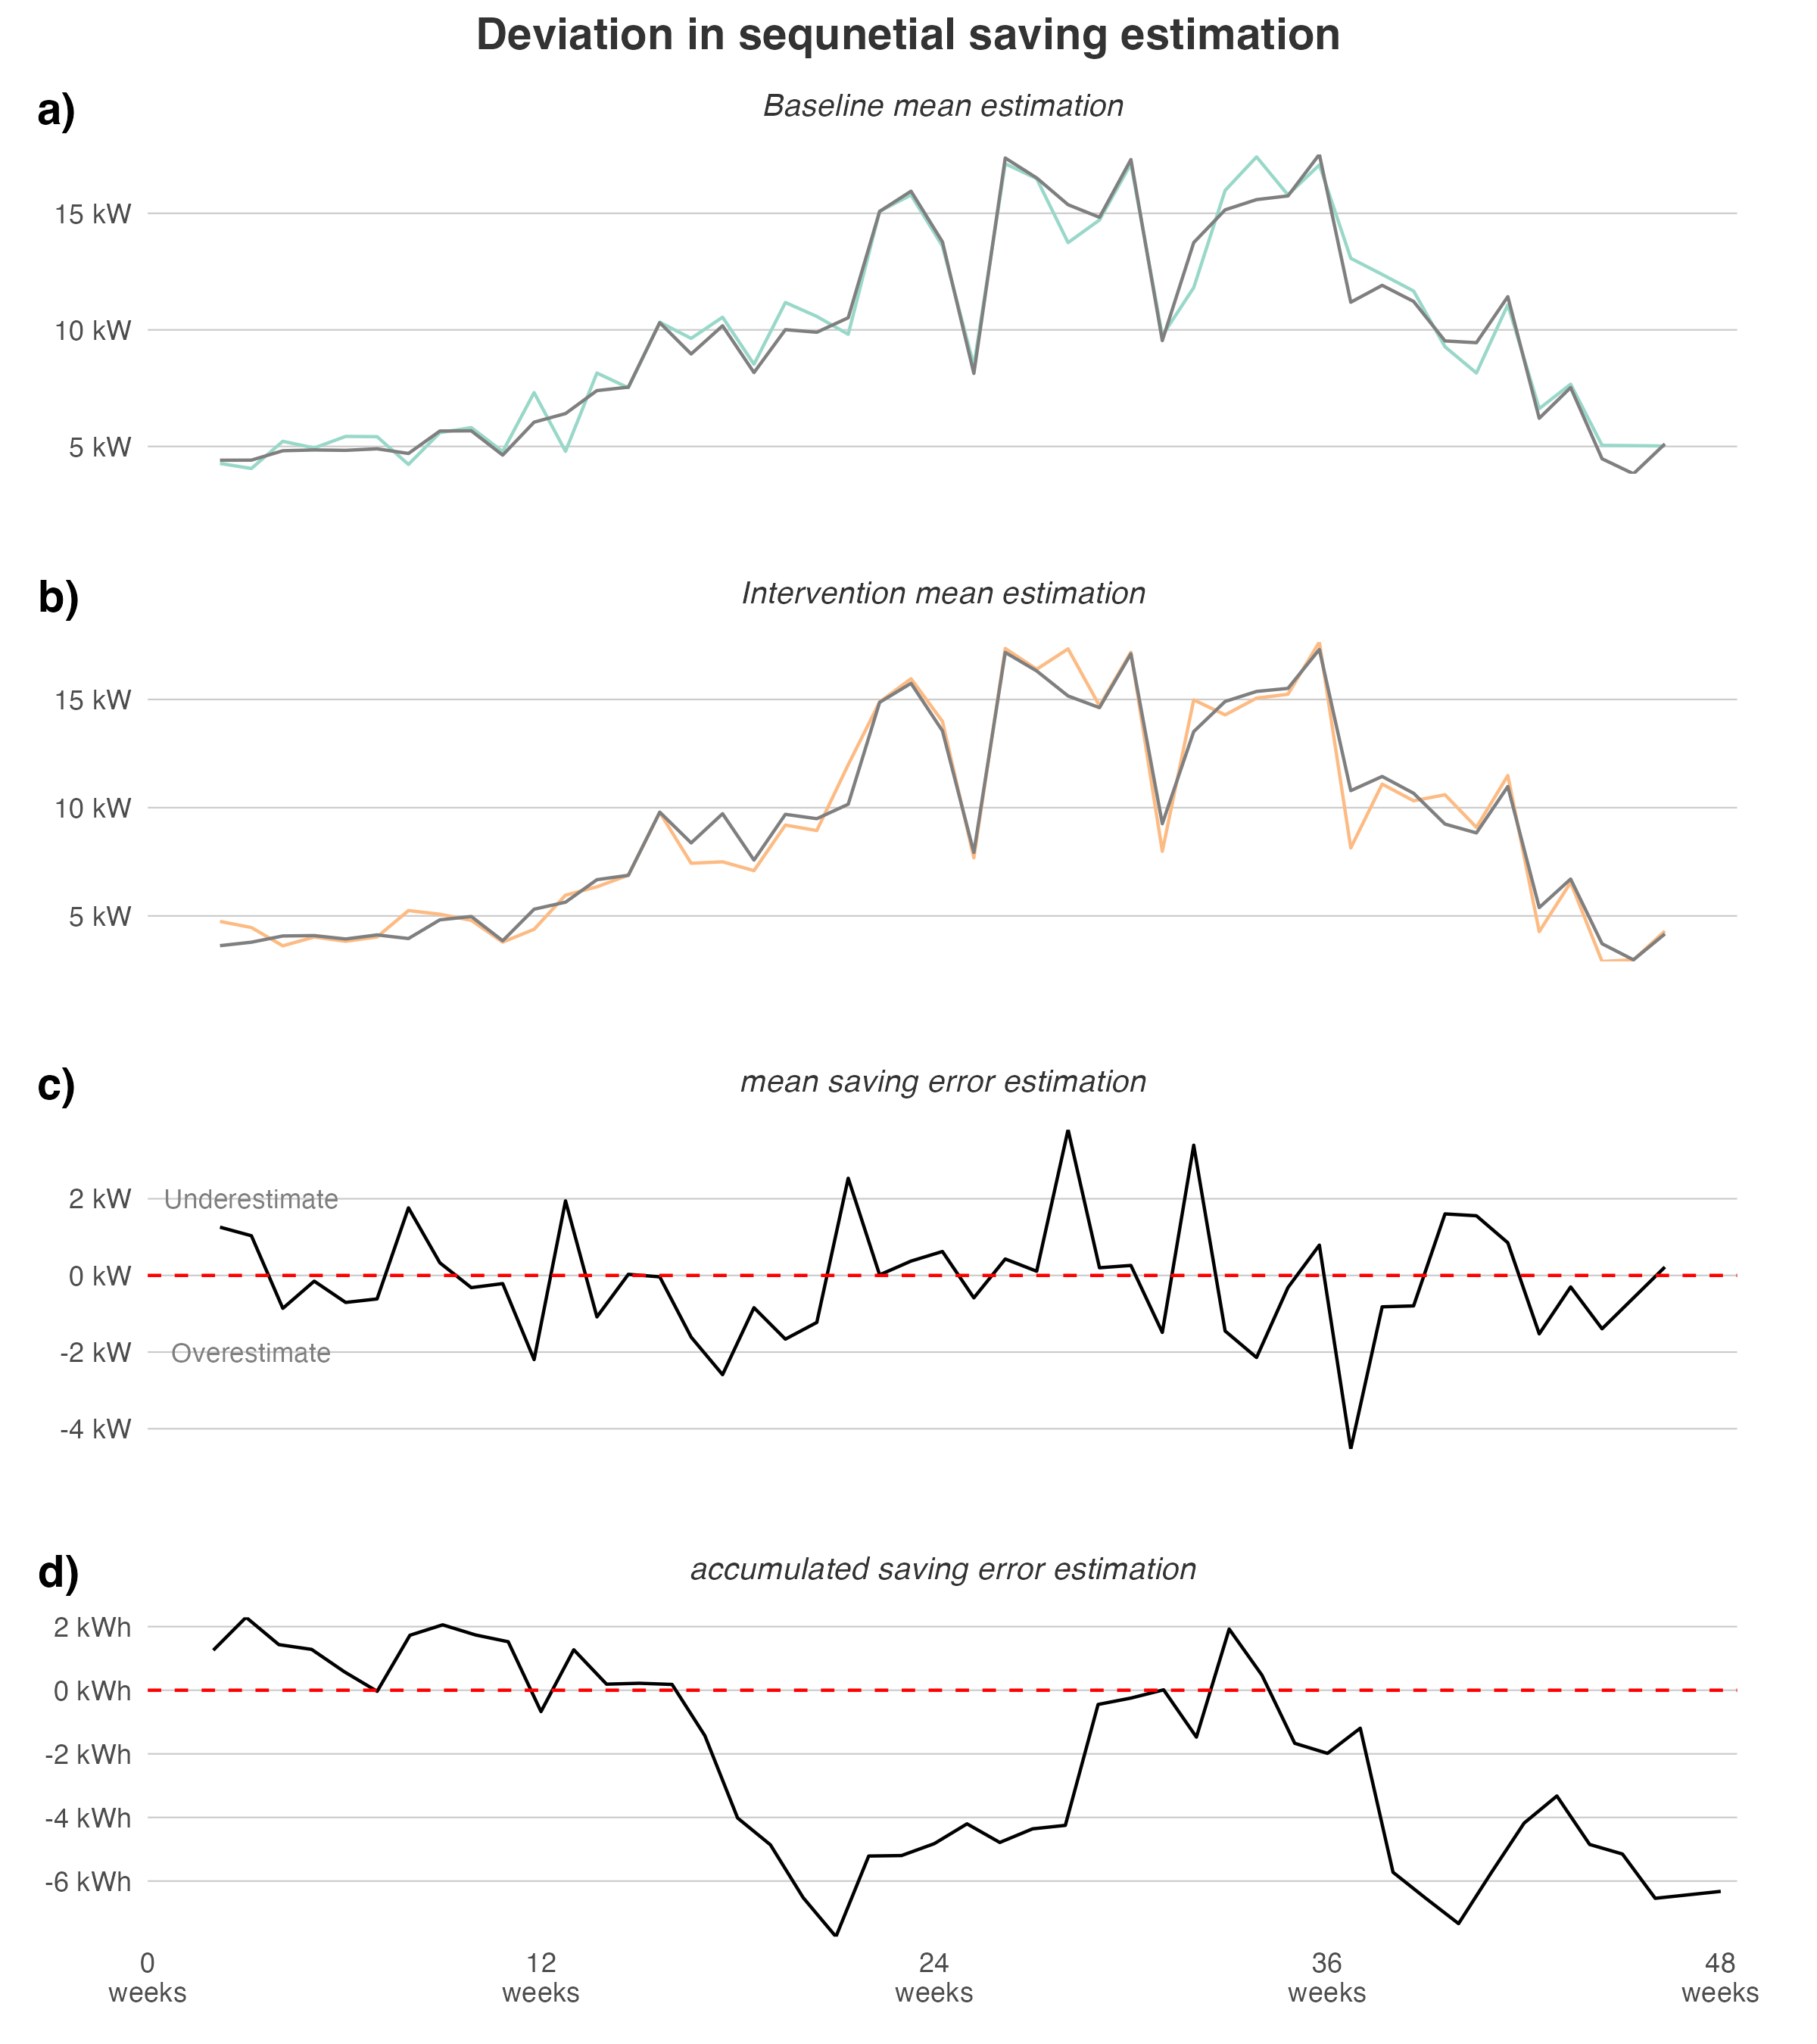 Deviation in sequnetial saving estimation
a)
Baseline mean estimation
15 kW
10 kW
5 kW
b)
Intervention mean estimation
15 kW
10 kW
5 kW
c)
mean saving error estimation
2 kW
Underestimate
0 kW
-2 kW
Overestimate
-4 kW
d)
accumulated saving error estimation
2 kWh
0 kWh
-2 kWh
-4 kWh
-6 kWh
0 12 24 36 48
weeks weeks weeks weeks weeks